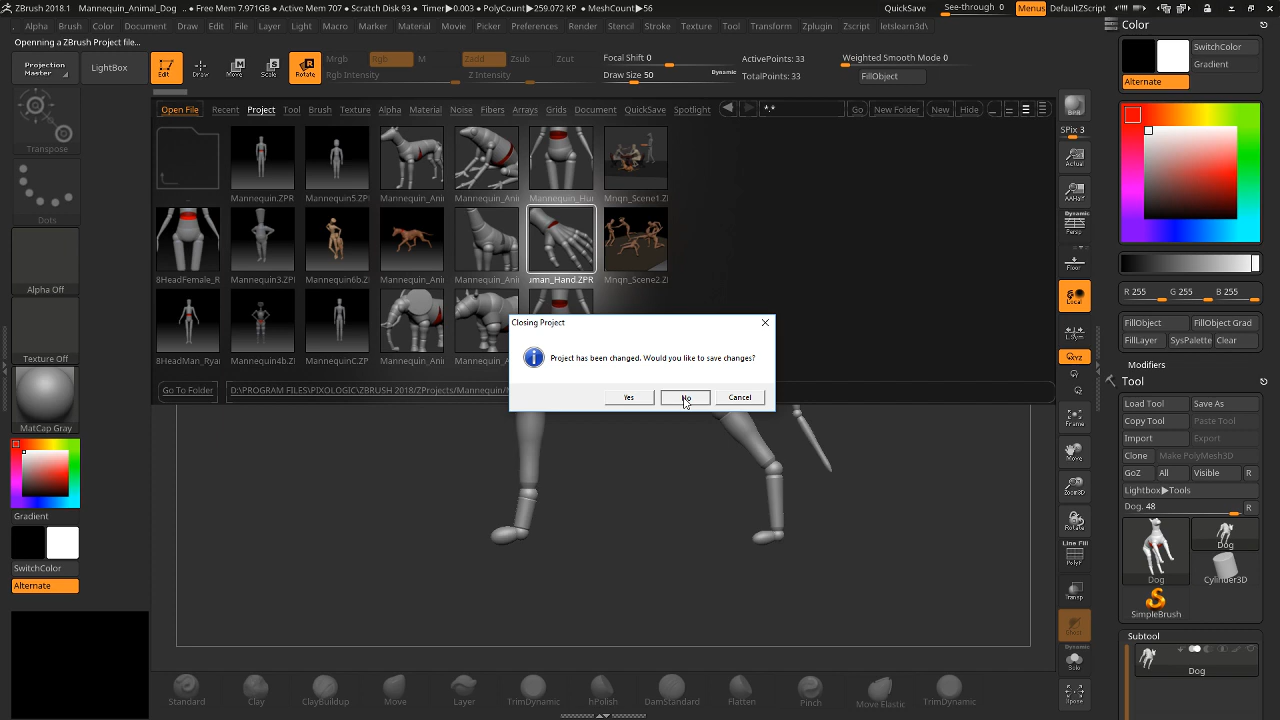 ZBrush 2018.1 Mannequin_Animal_Dog • Free Mem 7.971GB • Active Mem 707 • Scratch Disk 93 • Timer▶0.003 • PolyCount▶259.072 KP • MeshCount▶56 QuickSave See-through 0 Menus DefaultZScript
Alpha Brush Color Document Draw Edit File Layer Light Macro Marker Material Movie Picker Preferences Render Stencil Stroke Texture Tool Transform Zplugin Zscript letslearn3d\
Openning a ZBrush Project file...
Projection Master
LightBox
Edit Draw Move Scale Rotate
Mrgb Rgb M Zadd Zsub Zcut
Rgb Intensity Z Intensity
Focal Shift 0
Draw Size 50 Dynamic
ActivePoints: 33
TotalPoints: 33
Weighted Smooth Mode 0
FillObject
Open File Recent Project Tool Brush Texture Alpha Material Noise Fibers Arrays Grids Document QuickSave Spotlight *.* Go New Folder New Hide
.. Mannequin.ZPR Mannequin5.ZPR Mannequin_Ani Mannequin_Ani Mannequin_Hu Mnqn_Scene1.Z
8HeadFemale_R Mannequin3.ZP Mannequin6b.Z Mannequin_Ani Mannequin_Ani uman_Hand.ZPR Mnqn_Scene2.Z
8HeadMan_Ryan Mannequin4b.Z MannequinC.ZP Mannequin_Ani
Go To Folder D:\PROGRAM FILES\PIXOLOGIC\ZBRUSH 2018/ZProjects/Mannequin/
Closing Project
Project has been changed. Would you like to save changes?
Yes No Cancel
Transpose
Dots
Alpha Off
Texture Off
MatCap Gray
Gradient
SwitchColor
Alternate
Standard Clay ClayBuildup Move Layer TrimDynamic hPolish DamStandard Flatten Pinch Move Elastic TrimDynamic
BPR
SPix 3
Actual
AAHalf
Dynamic
Persp
Floor
Local
L.Sym
XYZ
Frame
Move
Zoom3D
Rotate
Line Fill
PolyF
Transp
Ghost
Dynamic
Solo
Xpose
Color
SwitchColor
Gradient
Alternate
R 255 G 255 B 255
FillObject FillObject Grad
FillLayer SysPalette Clear
Modifiers
Tool
Load Tool Save As
Copy Tool Paste Tool
Import Export
Clone Make PolyMesh3D
GoZ All Visible R
Lightbox▶Tools
Dog. 48 R
Dog
Dog
Cylinder3D
SimpleBrush
Subtool
Dog